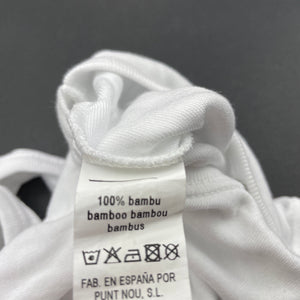 100% bambu
bamboo bambou
bambus
FAB. EN ESPAÑA POR
PUNT NOU, S.L.